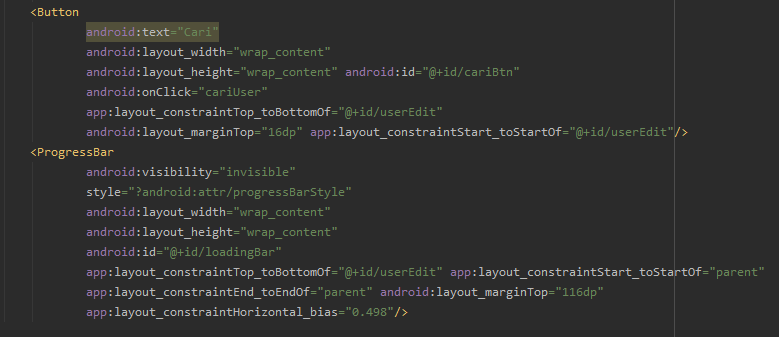 <Button
android:text="Cari"
android:layout_width="wrap_content"
android:layout_height="wrap_content" android:id="@+id/cariBtn"
android:onClick="cariUser"
app:layout_constraintTop_toBottomOf="@+id/userEdit"
android:layout_marginTop="16dp" app:layout_constraintStart_toStartOf="@+id/userEdit"/>
<ProgressBar
android:visibility="invisible"
style="?android:attr/progressBarStyle"
android:layout_width="wrap_content"
android:layout_height="wrap_content"
android:id="@+id/loadingBar"
app:layout_constraintTop_toBottomOf="@+id/userEdit" app:layout_constraintStart_toStartOf="parent"
app:layout_constraintEnd_toEndOf="parent" android:layout_marginTop="116dp"
app:layout_constraintHorizontal_bias="0.498"/>